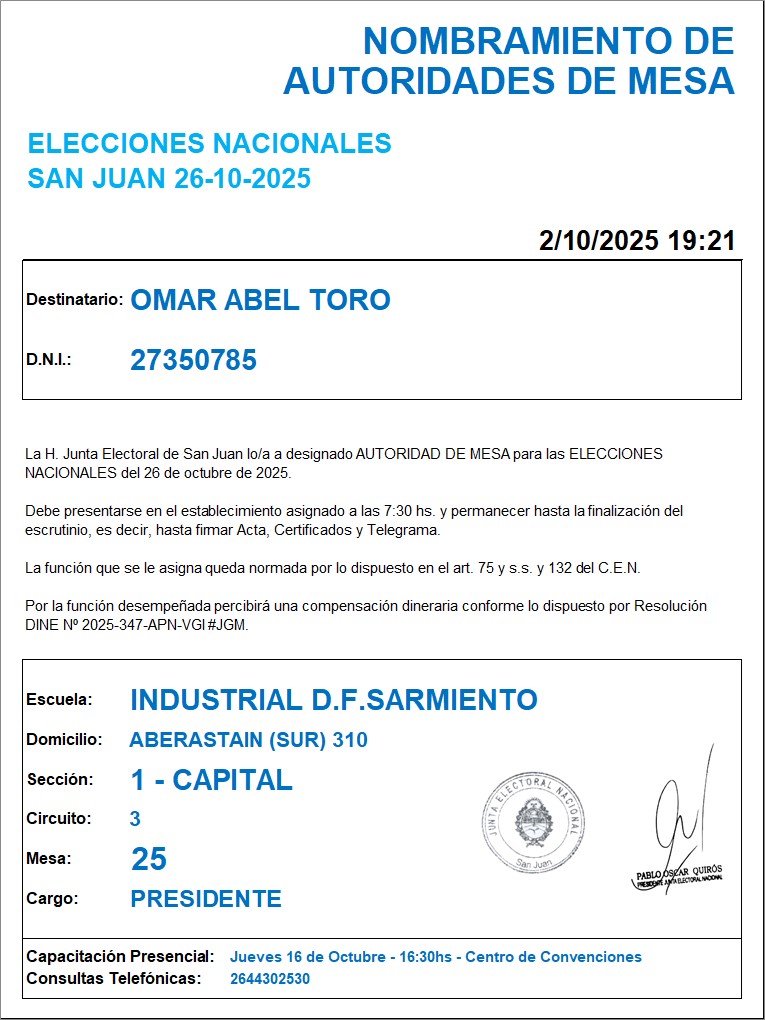 NOMBRAMIENTO DE
AUTORIDADES DE MESA
ELECCIONES NACIONALES
SAN JUAN 26-10-2025
2/10/2025 19:21
Destinatario: OMAR ABEL TORO
D.N.I.: 27350785
La H. Junta Electoral de San Juan lo/a a designado AUTORIDAD DE MESA para las ELECCIONES
NACIONALES del 26 de octubre de 2025.
Debe presentarse en el establecimiento asignado a las 7:30 hs. y permanecer hasta la finalización del
escrutinio, es decir, hasta firmar Acta, Certificados y Telegrama.
La función que se le asigna queda normada por lo dispuesto en el art. 75 y s.s. y 132 del C.E.N.
Por la función desempeñada percibirá una compensación dineraria conforme lo dispuesto por Resolución
DINE Nº 2025-347-APN-VGI#JGM.
Escuela: INDUSTRIAL D.F.SARMIENTO
Domicilio: ABERASTAIN (SUR) 310
Sección: 1 - CAPITAL
Circuito: 3
Mesa: 25
Cargo: PRESIDENTE
JUNTA ELECTORAL NACIONAL
San Juan
PABLO OSCAR QUIRÓS
PRESIDENTE JUNTA ELECTORAL NACIONAL
Capacitación Presencial: Jueves 16 de Octubre - 16:30hs - Centro de Convenciones
Consultas Telefónicas: 2644302530